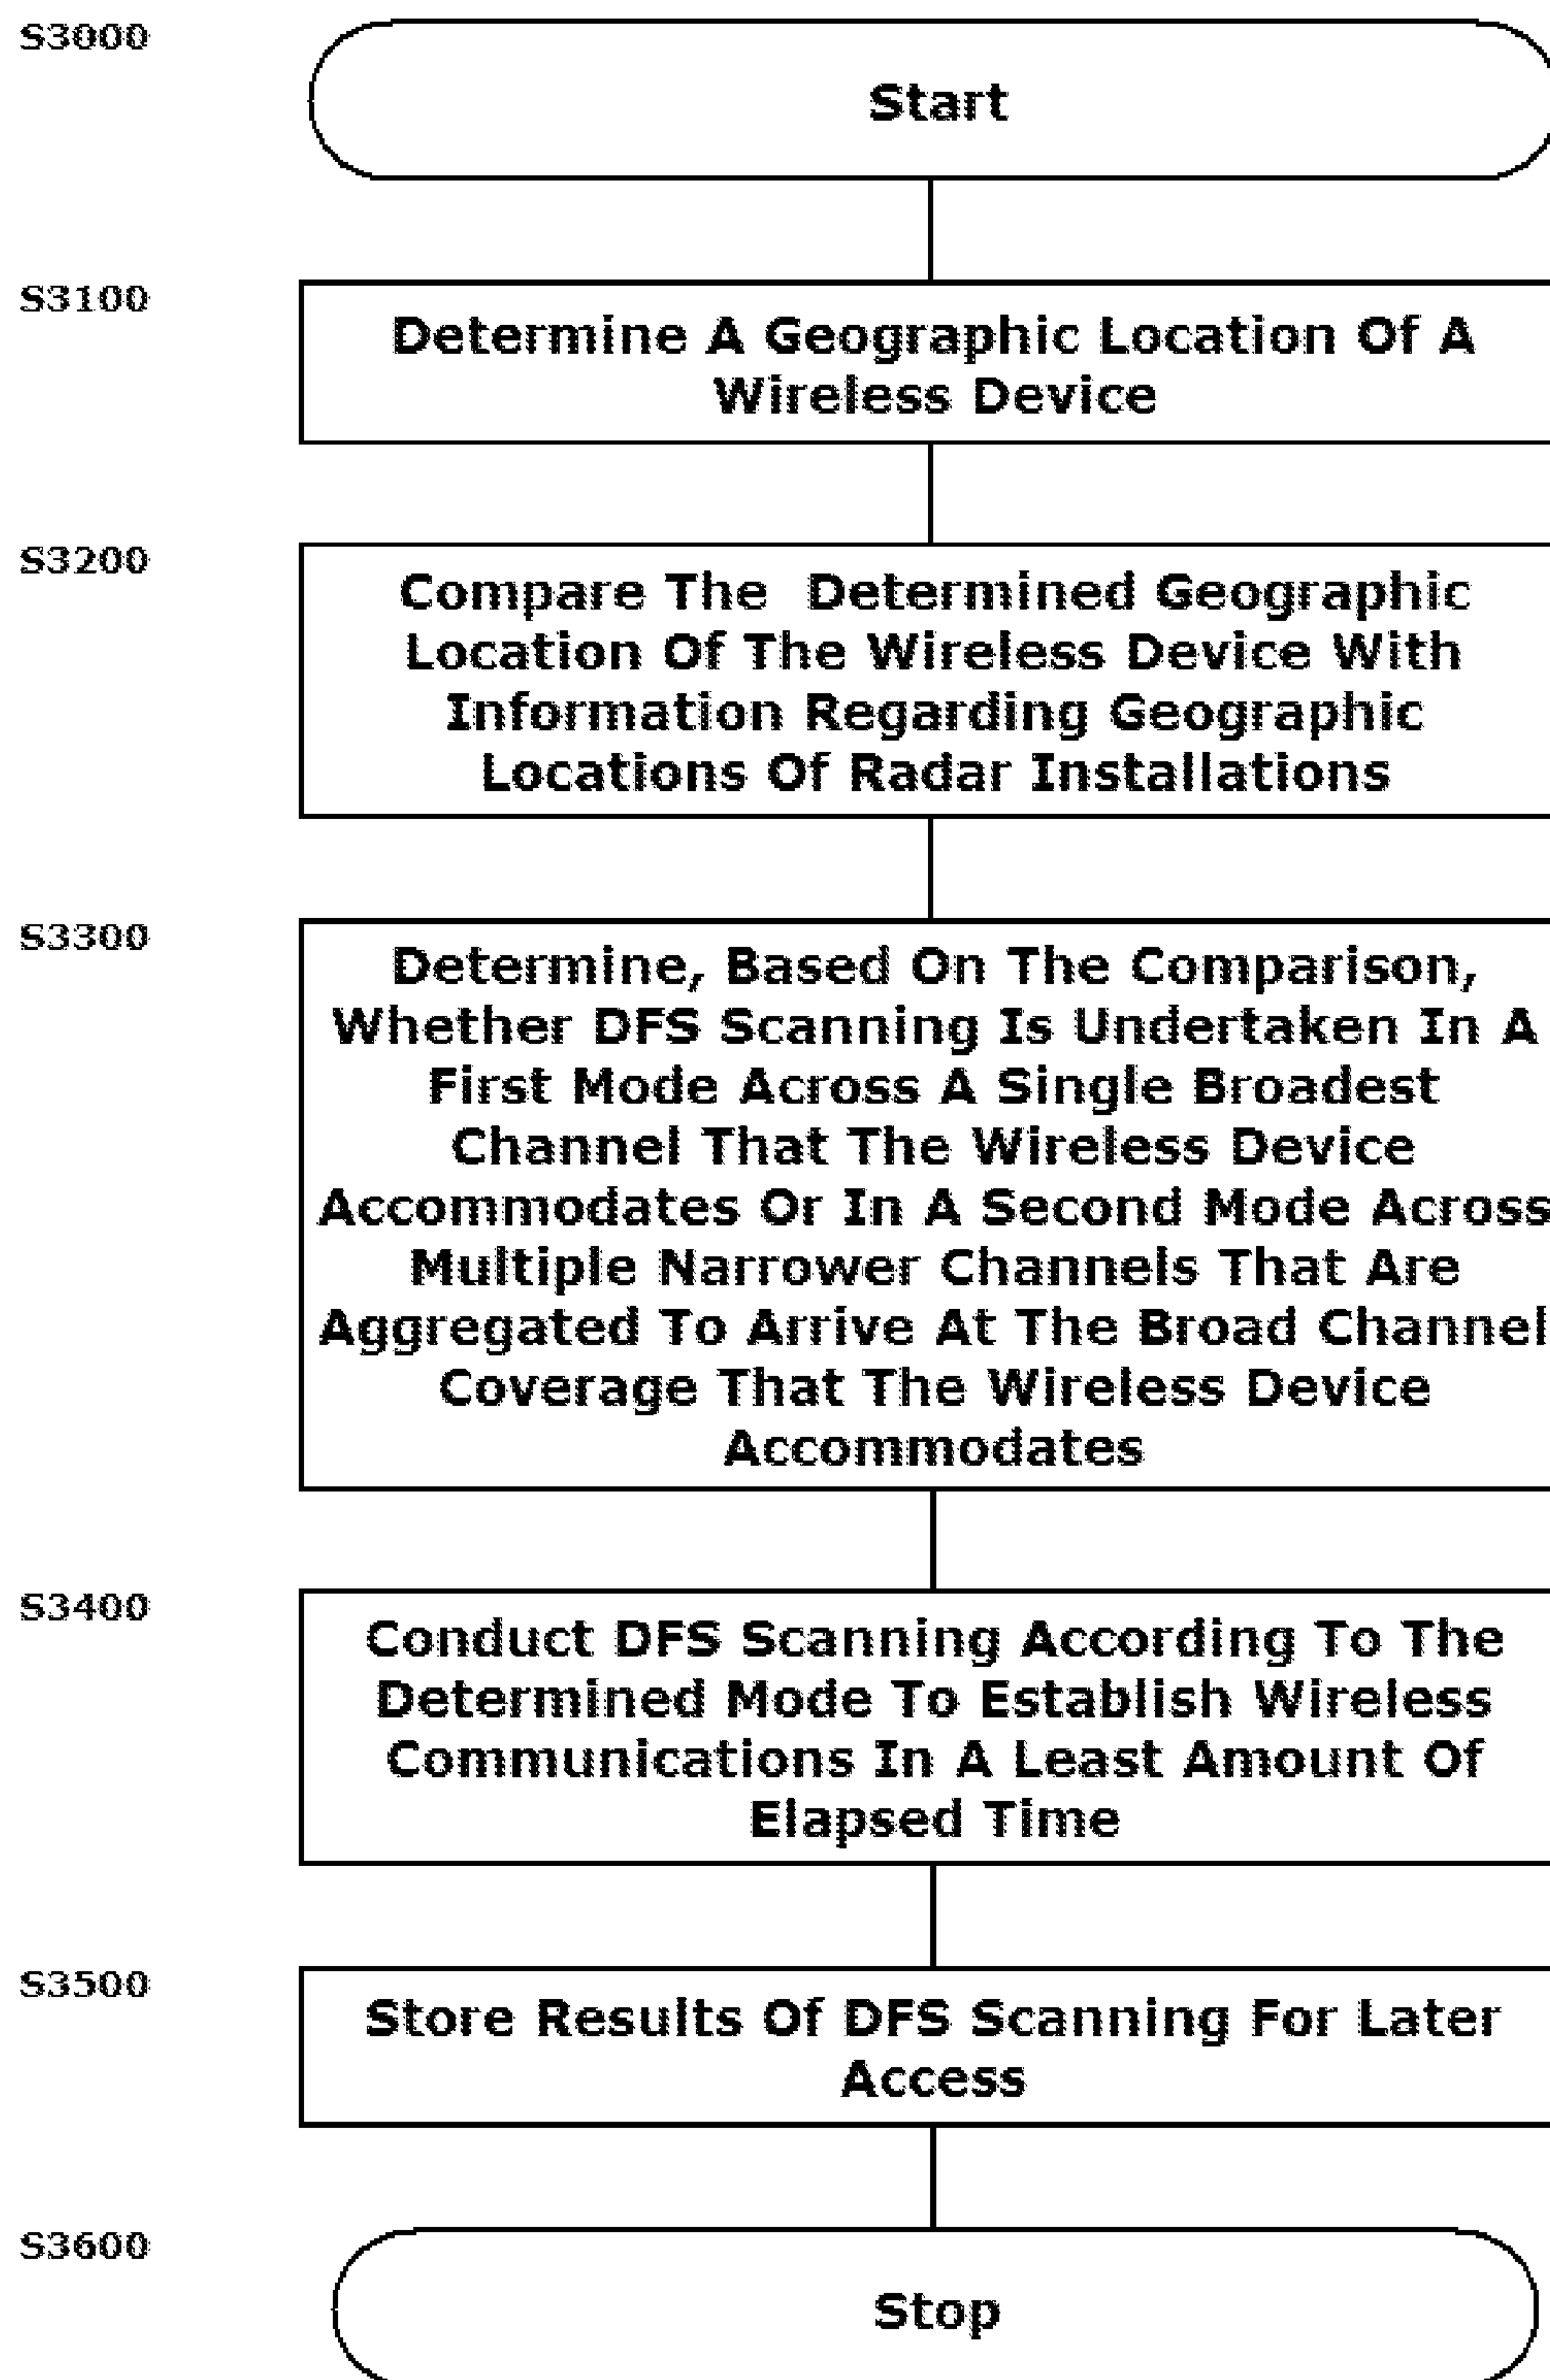 S3000
Start
S3100
Determine A Geographic Location Of A
Wireless Device
S3200
Compare The  Determined Geographic
Location Of The Wireless Device With
Information Regarding Geographic
Locations Of Radar Installations
S3300
Determine, Based On The Comparison,
Whether DFS Scanning Is Undertaken In A
First Mode Across A Single Broadest
Channel That The Wireless Device
Accommodates Or In A Second Mode Across
Multiple Narrower Channels That Are
Aggregated To Arrive At The Broad Channel
Coverage That The Wireless Device
Accommodates
S3400
Conduct DFS Scanning According To The
Determined Mode To Establish Wireless
Communications In A Least Amount Of
Elapsed Time
S3500
Store Results Of DFS Scanning For Later
Access
S3600
Stop